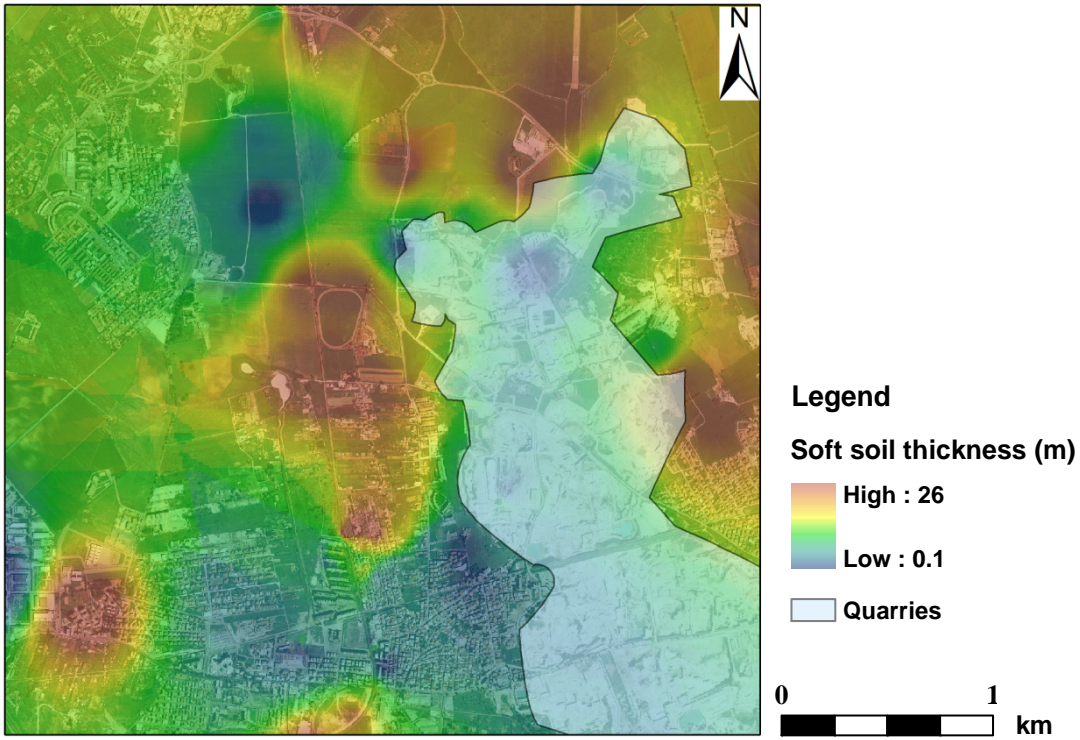 N
Legend
Soft soil thickness (m)
High : 26
Low : 0.1
Quarries
0 1
km